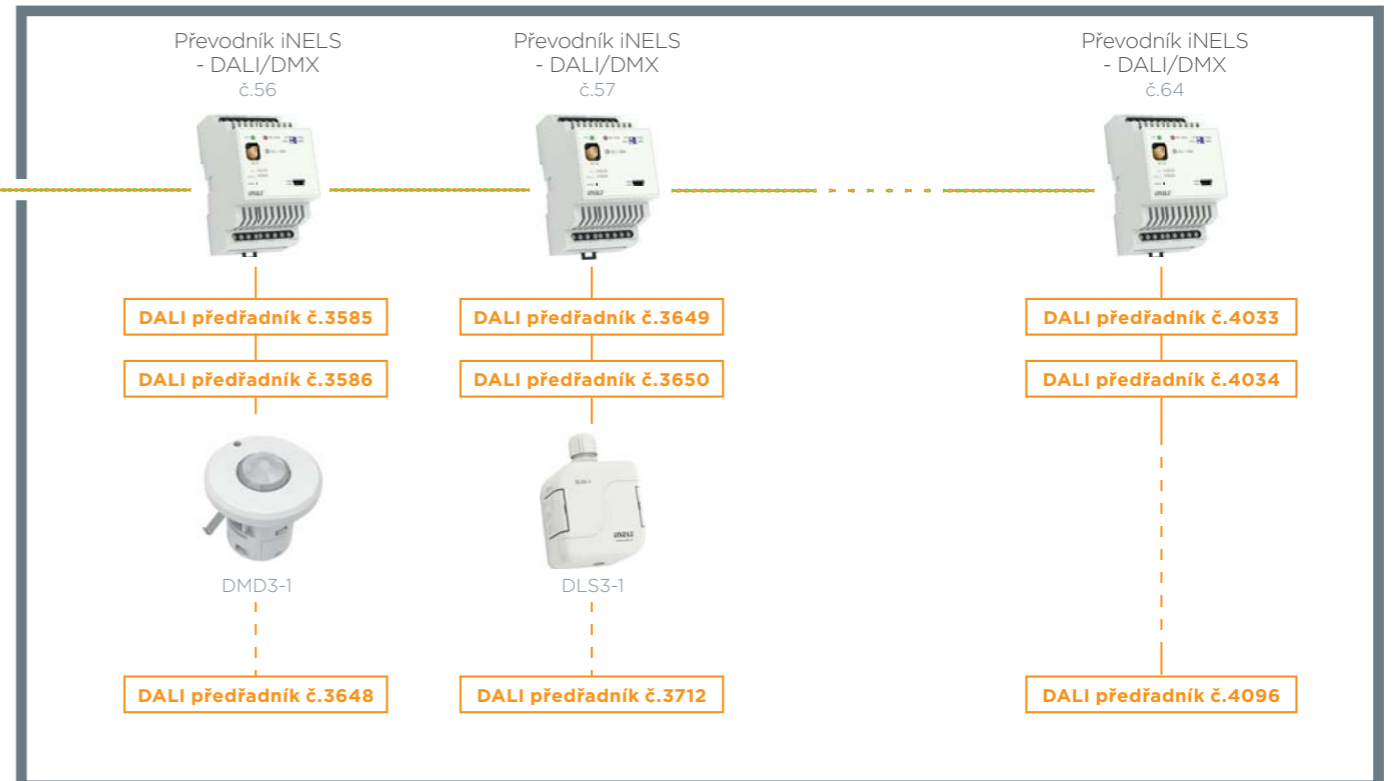 Převodník iNELS
- DALI/DMX
č.56
Převodník iNELS
- DALI/DMX
č.57
Převodník iNELS
- DALI/DMX
č.64
DALI předřadník č.3585
DALI předřadník č.3649
DALI předřadník č.4033
DALI předřadník č.3586
DALI předřadník č.3650
DALI předřadník č.4034
DMD3-1
DLS3-1
DALI předřadník č.3648
DALI předřadník č.3712
DALI předřadník č.4096